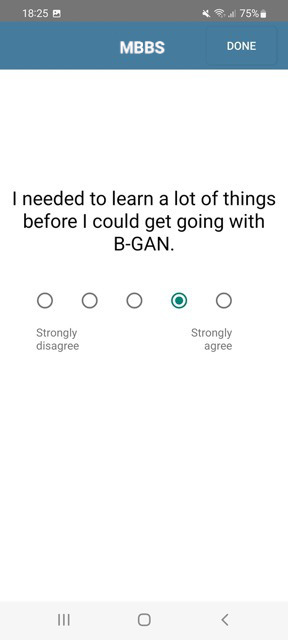 18:25 75%
MBBS DONE
I needed to learn a lot of things
before I could get going with
B-GAN.
Strongly disagree
Strongly agree